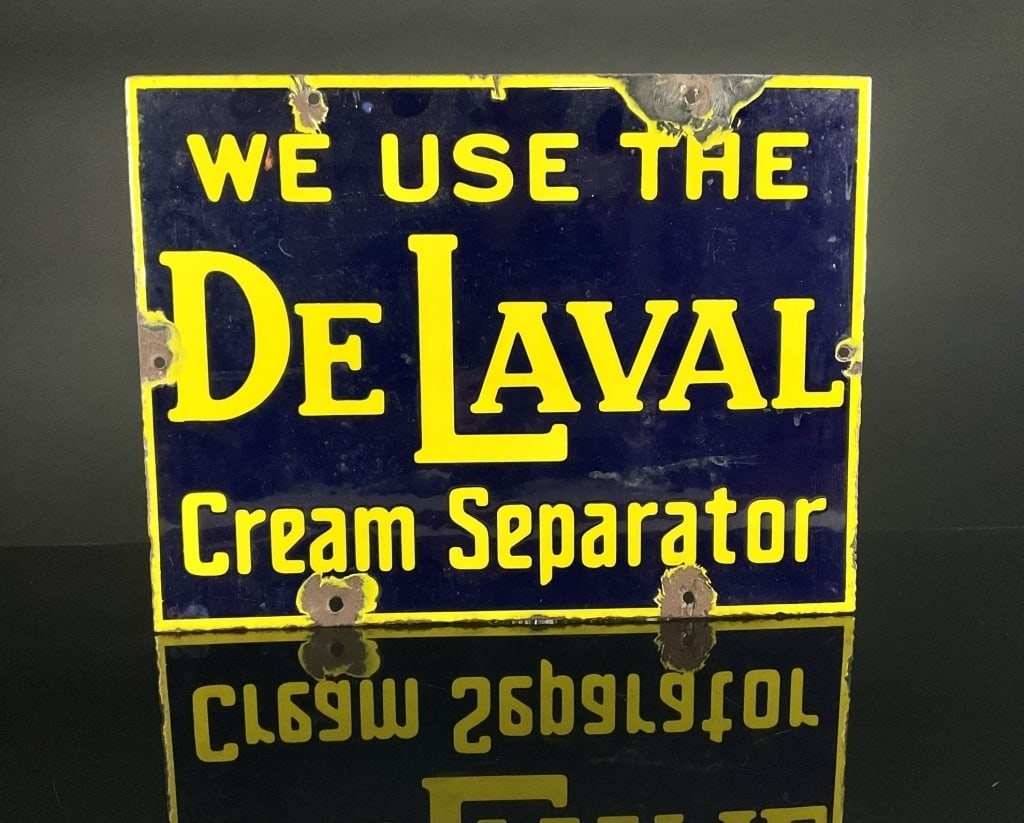 WE USE THE
DE LAVAL
Cream Separator